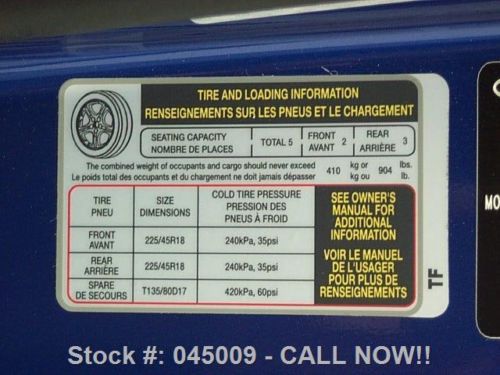 TIRE AND LOADING INFORMATION
RENSEIGNEMENTS SUR LES PNEUS ET LE CHARGEMENT
SEATING CAPACITY
NOMBRE DE PLACES
TOTAL 5
FRONT
AVANT 2
REAR
ARRIÈRE 3
The combined weight of occupants and cargo should never exceed
Le poids total des occupants et du chargement ne doit jamais dépasser
410 kg or
kg ou
904 lbs.
lb.
TIRE
PNEU
SIZE
DIMENSIONS
COLD TIRE PRESSURE
PRESSION DES
PNEUS À FROID
FRONT
AVANT
225/45R18
240kPa, 35psi
REAR
ARRIÈRE
225/45R18
240kPa, 35psi
SPARE
DE SECOURS
T135/80D17
420kPa, 60psi
SEE OWNER'S
MANUAL FOR
ADDITIONAL
INFORMATION
VOIR LE MANUEL
DE L'USAGER
POUR PLUS DE
RENSEIGNEMENTS
TF
MO
Stock #: 045009 - CALL NOW!!